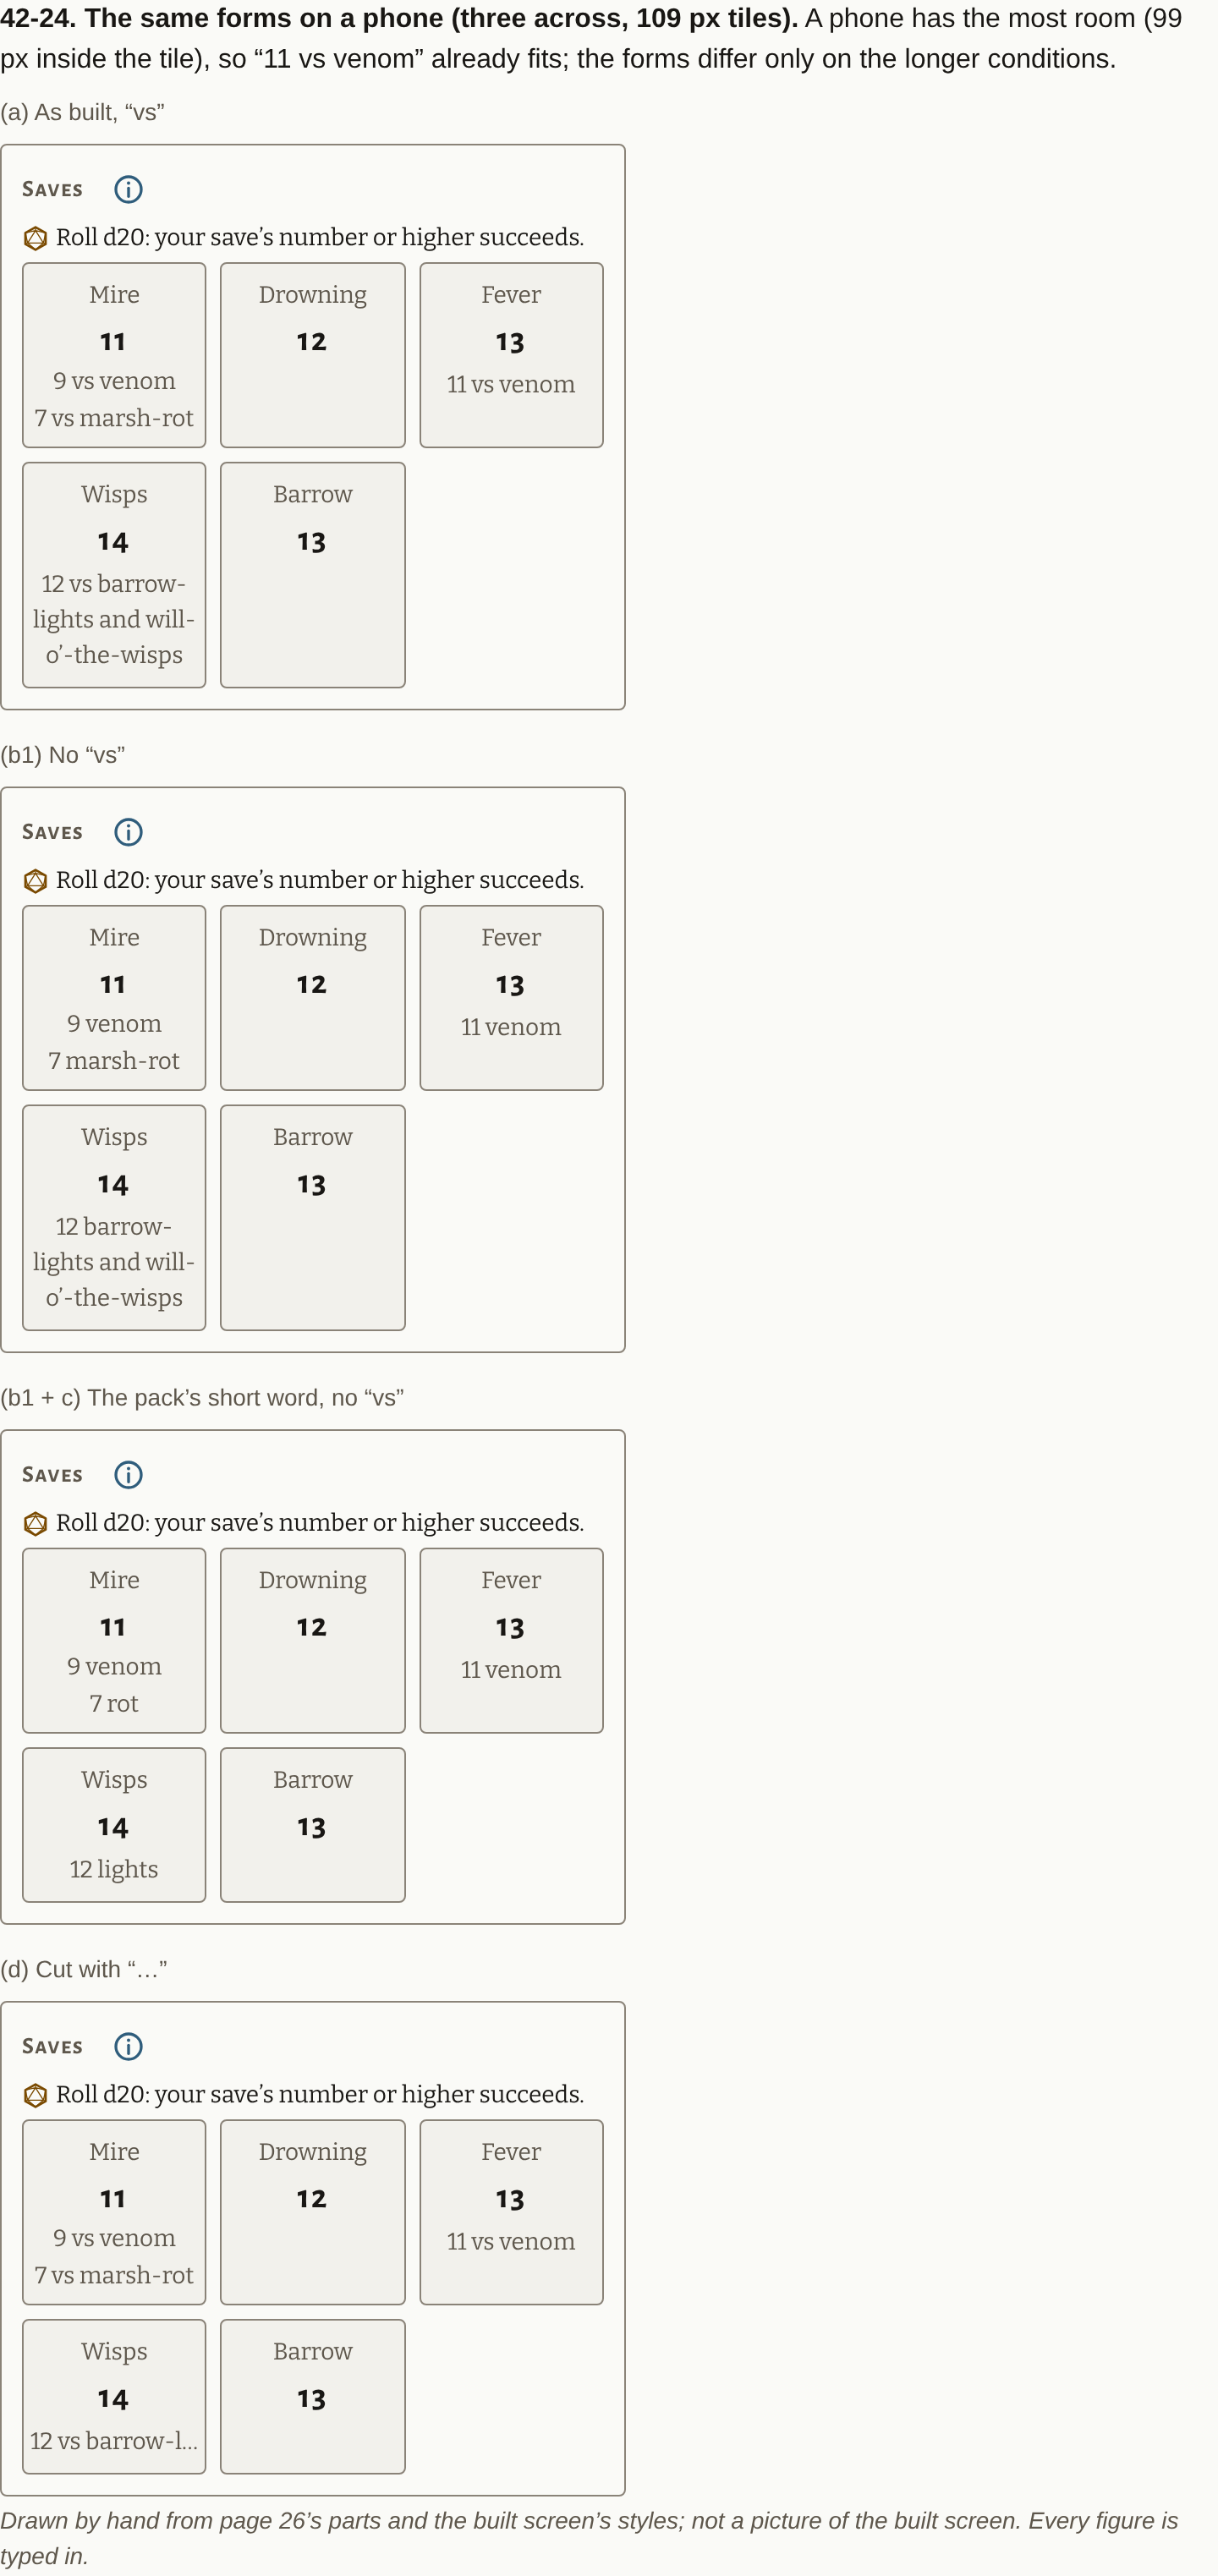 42-24. The same forms on a phone (three across, 109 px tiles). A phone has the most room (99
px inside the tile), so “11 vs venom” already fits; the forms differ only on the longer conditions.
(a) As built, “vs”
Saves
Roll d20: your save’s number or higher succeeds.
Mire
Drowning
Fever
11
12
13
9 vs venom
11 vs venom
7 vs marsh-rot
Wisps
Barrow
14
13
12 vs barrow-
lights and will-
o’-the-wisps
(b1) No “vs”
Saves
Roll d20: your save’s number or higher succeeds.
Mire
Drowning
Fever
11
12
13
9 venom
11 venom
7 marsh-rot
Wisps
Barrow
14
13
12 barrow-
lights and will-
o’-the-wisps
(b1 + c) The pack’s short word, no “vs”
Saves
Roll d20: your save’s number or higher succeeds.
Mire
Drowning
Fever
11
12
13
9 venom
11 venom
7 rot
Wisps
Barrow
14
13
12 lights
(d) Cut with “…”
Saves
Roll d20: your save’s number or higher succeeds.
Mire
Drowning
Fever
11
12
13
9 vs venom
11 vs venom
7 vs marsh-rot
Wisps
Barrow
14
13
12 vs barrow-l…
Drawn by hand from page 26’s parts and the built screen’s styles; not a picture of the built screen. Every figure is
typed in.